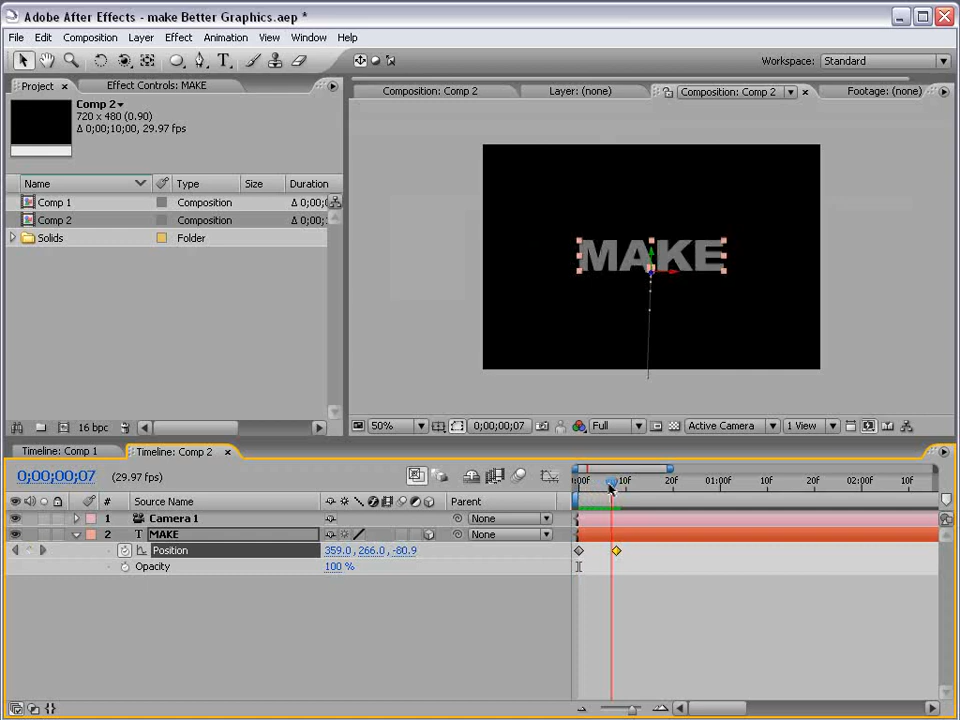 Adobe After Effects - make Better Graphics.aep *
File Edit Composition Layer Effect Animation View Window Help
Workspace: Standard
Project Effect Controls: MAKE
Composition: Comp 2 Layer: (none) Composition: Comp 2 Footage: (none)
Comp 2
720 x 480 (0.90)
Δ 0;00;10;00, 29.97 fps
Name Type Size Duration
Comp 1 Composition Δ 0;00;
Comp 2 Composition Δ 0;00;
Solids Folder
MAKE
16 bpc
50% 0;00;00;07 Full Active Camera 1 View
Timeline: Comp 1 Timeline: Comp 2
0;00;00;07 (29.97 fps)
:00F 10F 20F 01:00F 10F 20F 02:00F 10F
# Source Name Parent
1 Camera 1 None
2 T MAKE None
Position 359.0, 266.0, -80.9
Opacity 100 %